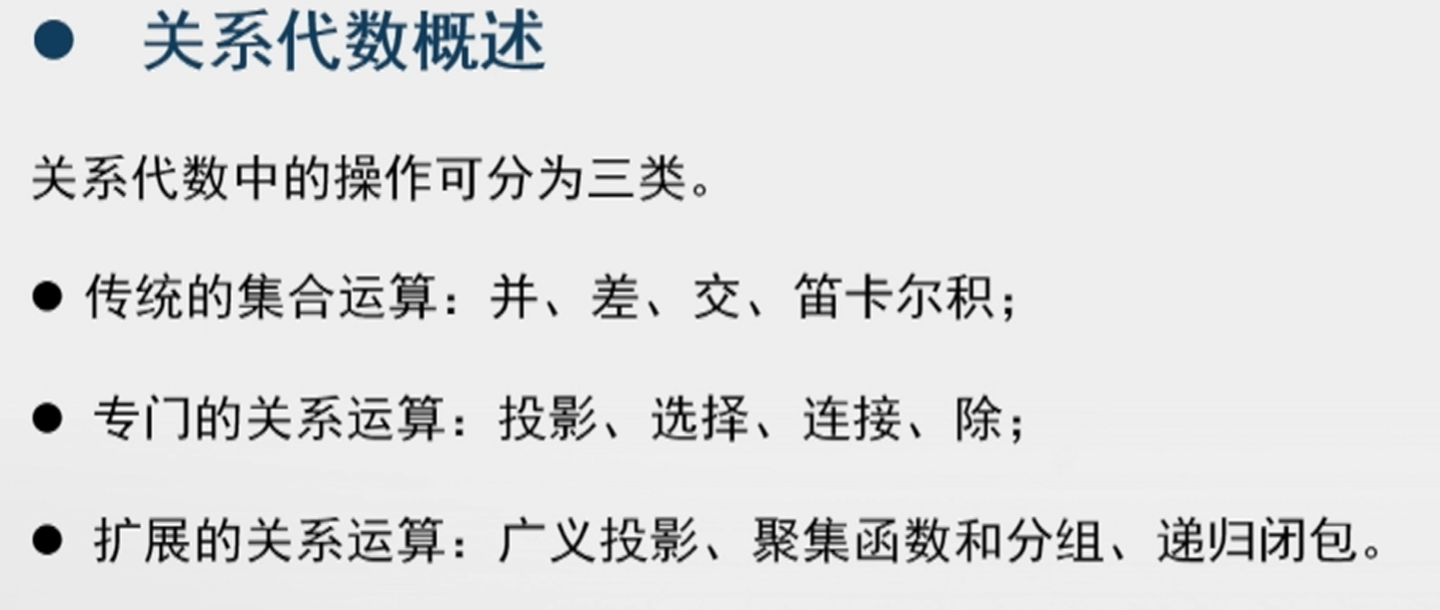 ● 关系代数概述
关系代数中的操作可分为三类。
● 传统的集合运算：并、差、交、笛卡尔积；
● 专门的关系运算：投影、选择、连接、除；
● 扩展的关系运算：广义投影、聚集函数和分组、递归闭包。